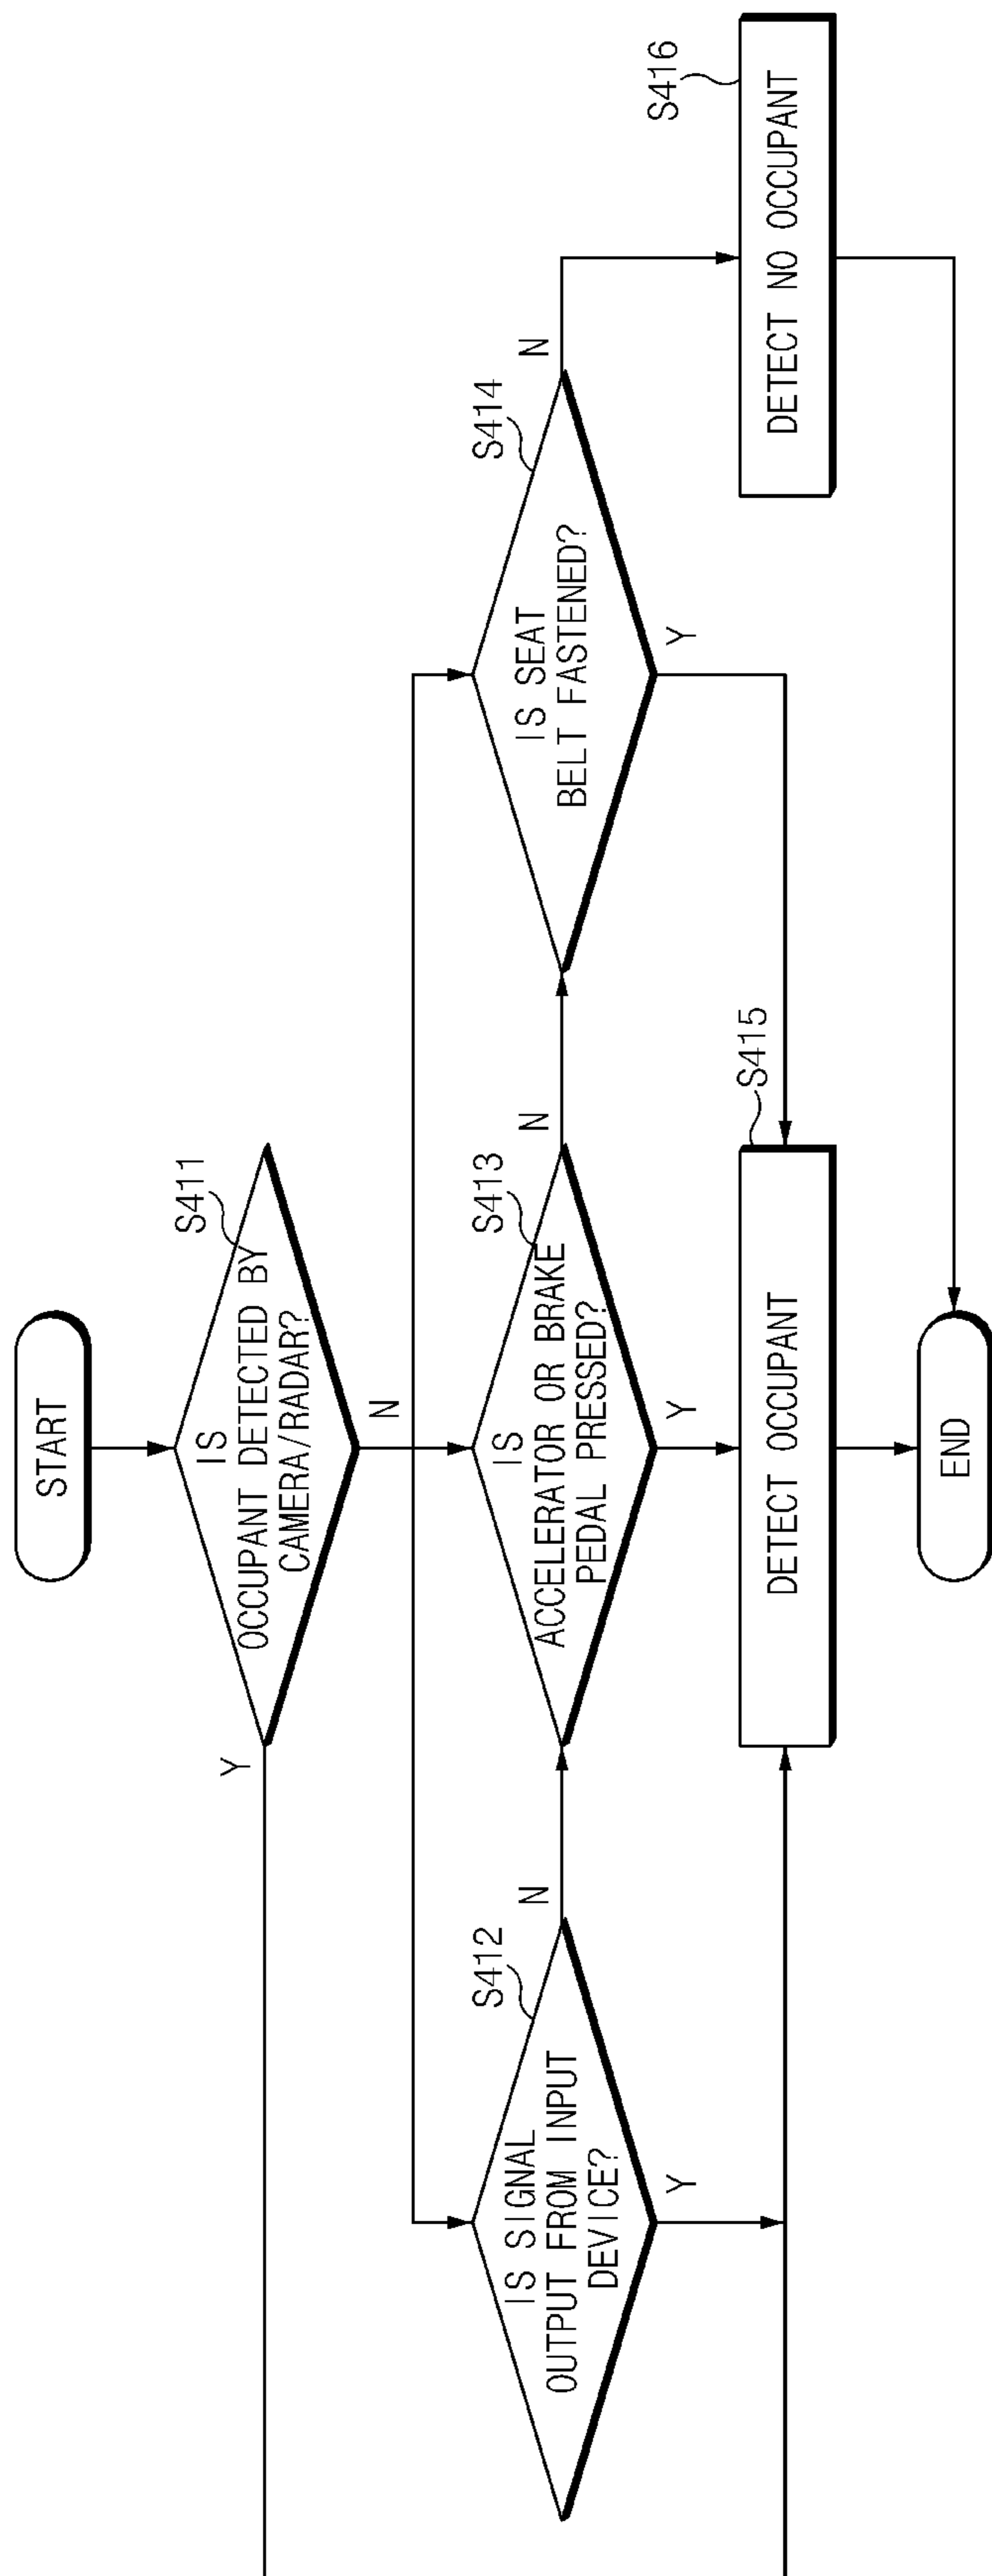 START
S411
IS
OCCUPANT DETECTED BY
CAMERA/RADAR?
Y
N
S412
IS SIGNAL
OUTPUT FROM INPUT
DEVICE?
N
Y
S413
IS
ACCELERATOR OR BRAKE
PEDAL PRESSED?
N
Y
S414
IS SEAT
BELT FASTENED?
N
Y
S415
DETECT OCCUPANT
S416
DETECT NO OCCUPANT
END